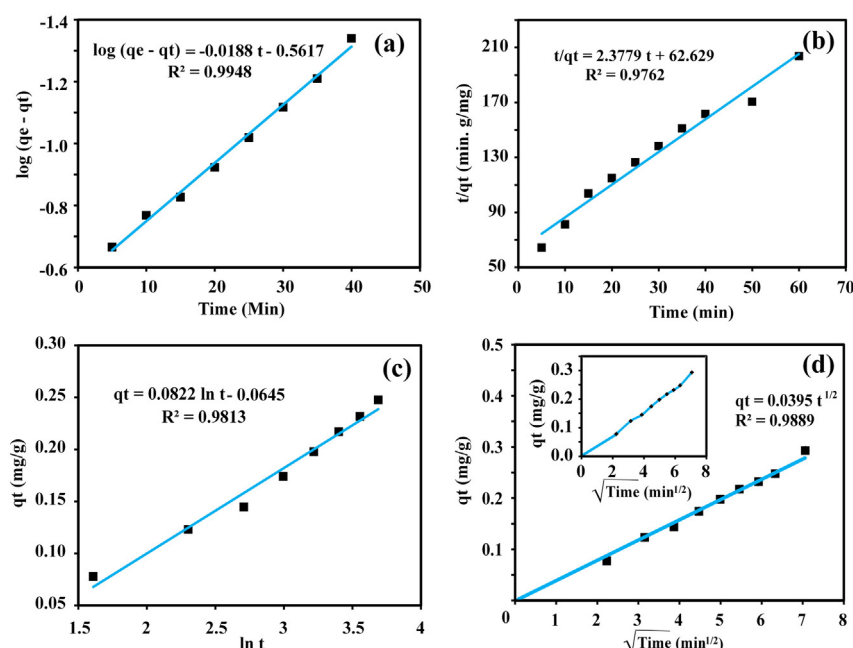 (a)
log (qe - qt) = -0.0188 t - 0.5617
R² = 0.9948
log (qe - qt)
-1.4
-1.2
-1.0
-0.8
-0.6
0 10 20 30 40 50
Time (Min)
(b)
t/qt = 2.3779 t + 62.629
R² = 0.9762
t/qt (min. g/mg)
210
170
130
90
50
0 10 20 30 40 50 60 70
Time (min)
(c)
qt = 0.0822 ln t - 0.0645
R² = 0.9813
qt (mg/g)
0.30
0.25
0.20
0.15
0.10
0.05
1.5 2 2.5 3 3.5 4
ln t
(d)
qt = 0.0395 t^1/2
R² = 0.9889
qt (mg/g)
0.5
0.4
0.3
0.2
0.1
0 1 2 3 4 5 6 7 8
√Time (min^1/2)
qt (mg/g)
0.3
0.2
0.1
0.0
0 2 4 6 8
√Time (min^1/2)